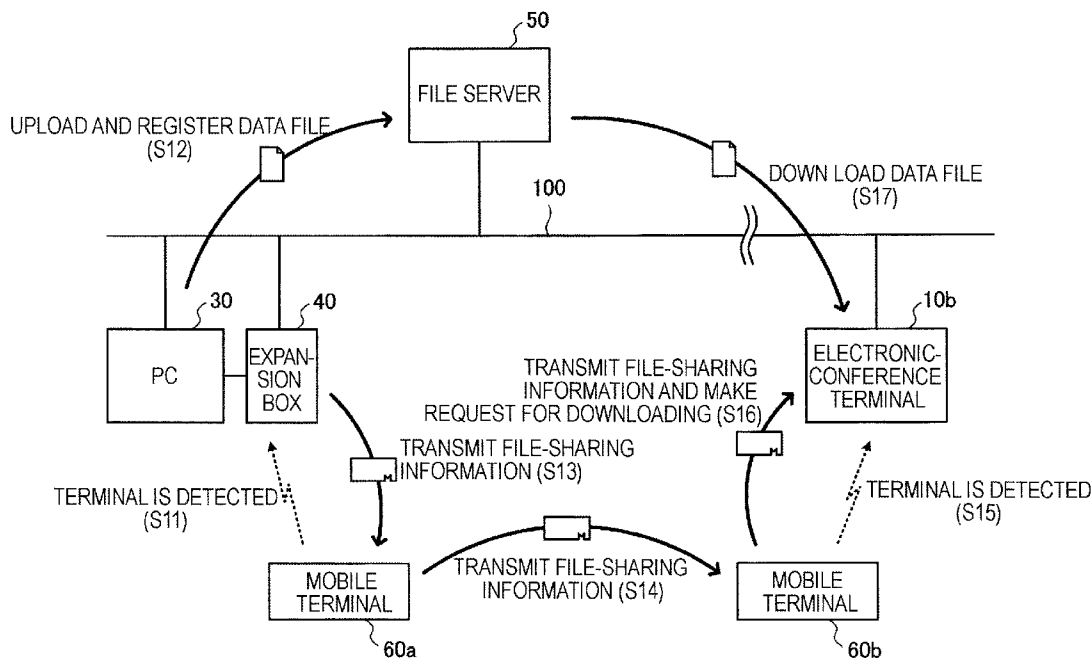 50
FILE SERVER
UPLOAD AND REGISTER DATA FILE
(S12)
DOWN LOAD DATA FILE
(S17)
100
30
40
10b
PC
EXPAN-
SION
BOX
ELECTRONIC-
CONFERENCE
TERMINAL
TRANSMIT FILE-SHARING
INFORMATION AND MAKE
REQUEST FOR DOWNLOADING (S16)
TRANSMIT FILE-SHARING
INFORMATION (S13)
M
M
TERMINAL IS DETECTED
(S11)
TERMINAL IS DETECTED
(S15)
M
TRANSMIT FILE-SHARING
INFORMATION (S14)
MOBILE
TERMINAL
MOBILE
TERMINAL
60a
60b